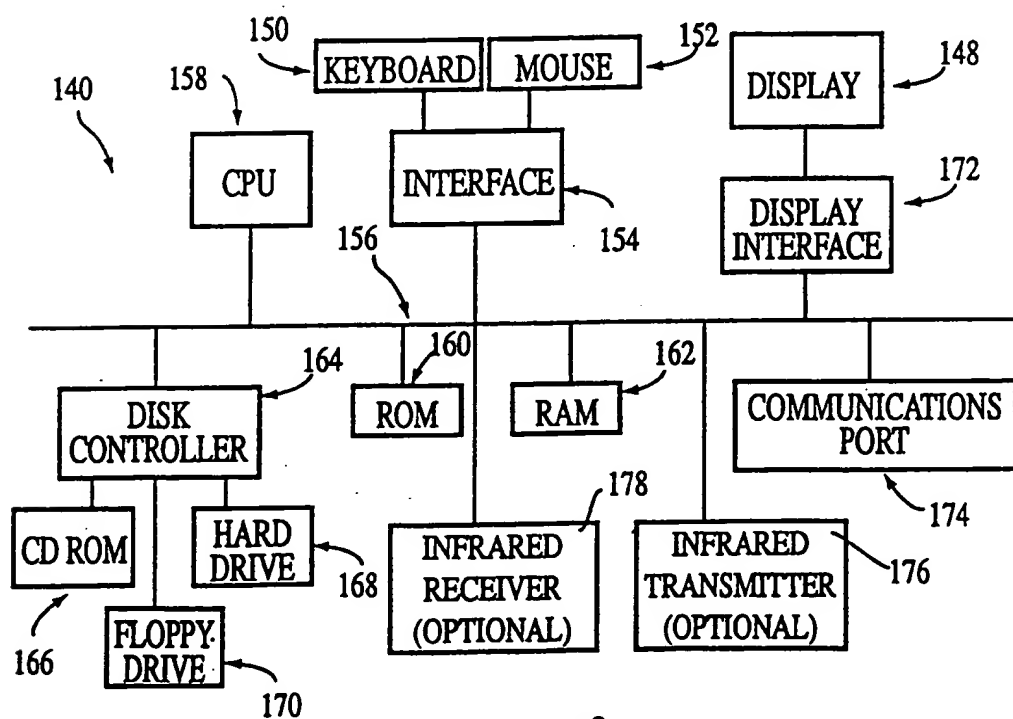 150
KEYBOARD
MOUSE
152
140
158
CPU
INTERFACE
154
DISPLAY
148
DISPLAY
INTERFACE
172
156
164
DISK
CONTROLLER
160
ROM
162
RAM
COMMUNICATIONS
PORT
174
CD ROM
166
HARD
DRIVE
168
FLOPPY
DRIVE
170
INFRARED
RECEIVER
(OPTIONAL)
178
INFRARED
TRANSMITTER
(OPTIONAL)
176